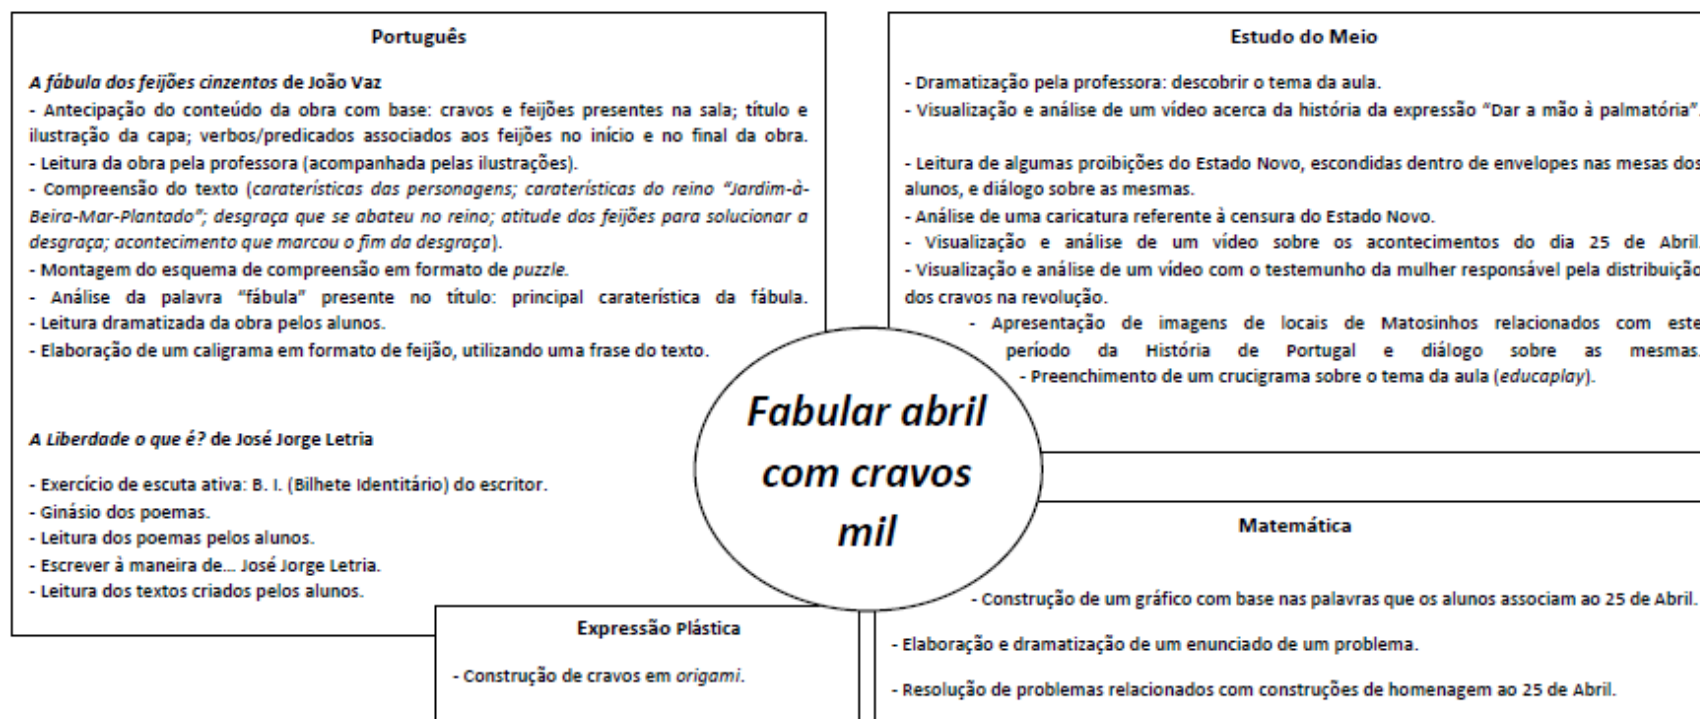 Português
A fábula dos feijões cinzentos de João Vaz
- Antecipação do conteúdo da obra com base: cravos e feijões presentes na sala; título e
ilustração da capa; verbos/predicados associados aos feijões no início e no final da obra.
- Leitura da obra pela professora (acompanhada pelas ilustrações).
- Compreensão do texto (caraterísticas das personagens; caraterísticas do reino “Jardim-à-
Beira-Mar-Plantado”; desgraça que se abateu no reino; atitude dos feijões para solucionar a
desgraça; acontecimento que marcou o fim da desgraça).
- Montagem do esquema de compreensão em formato de puzzle.
- Análise da palavra “fábula” presente no título: principal caraterística da fábula.
- Leitura dramatizada da obra pelos alunos.
- Elaboração de um caligrama em formato de feijão, utilizando uma frase do texto.
A Liberdade o que é? de José Jorge Letria
- Exercício de escuta ativa: B. I. (Bilhete Identitário) do escritor.
- Ginásio dos poemas.
- Leitura dos poemas pelos alunos.
- Escrever à maneira de... José Jorge Letria.
- Leitura dos textos criados pelos alunos.
Estudo do Meio
- Dramatização pela professora: descobrir o tema da aula.
- Visualização e análise de um vídeo acerca da história da expressão “Dar a mão à palmatória”.
- Leitura de algumas proibições do Estado Novo, escondidas dentro de envelopes nas mesas dos
alunos, e diálogo sobre as mesmas.
- Análise de uma caricatura referente à censura do Estado Novo.
- Visualização e análise de um vídeo sobre os acontecimentos do dia 25 de Abril.
- Visualização e análise de um vídeo com o testemunho da mulher responsável pela distribuição
dos cravos na revolução.
- Apresentação de imagens de locais de Matosinhos relacionados com este
período da História de Portugal e diálogo sobre as mesmas.
- Preenchimento de um crucigrama sobre o tema da aula (educaplay).
Fabular abril
com cravos
mil
Expressão Plástica
- Construção de cravos em origami.
Matemática
- Construção de um gráfico com base nas palavras que os alunos associam ao 25 de Abril.
- Elaboração e dramatização de um enunciado de um problema.
- Resolução de problemas relacionados com construções de homenagem ao 25 de Abril.